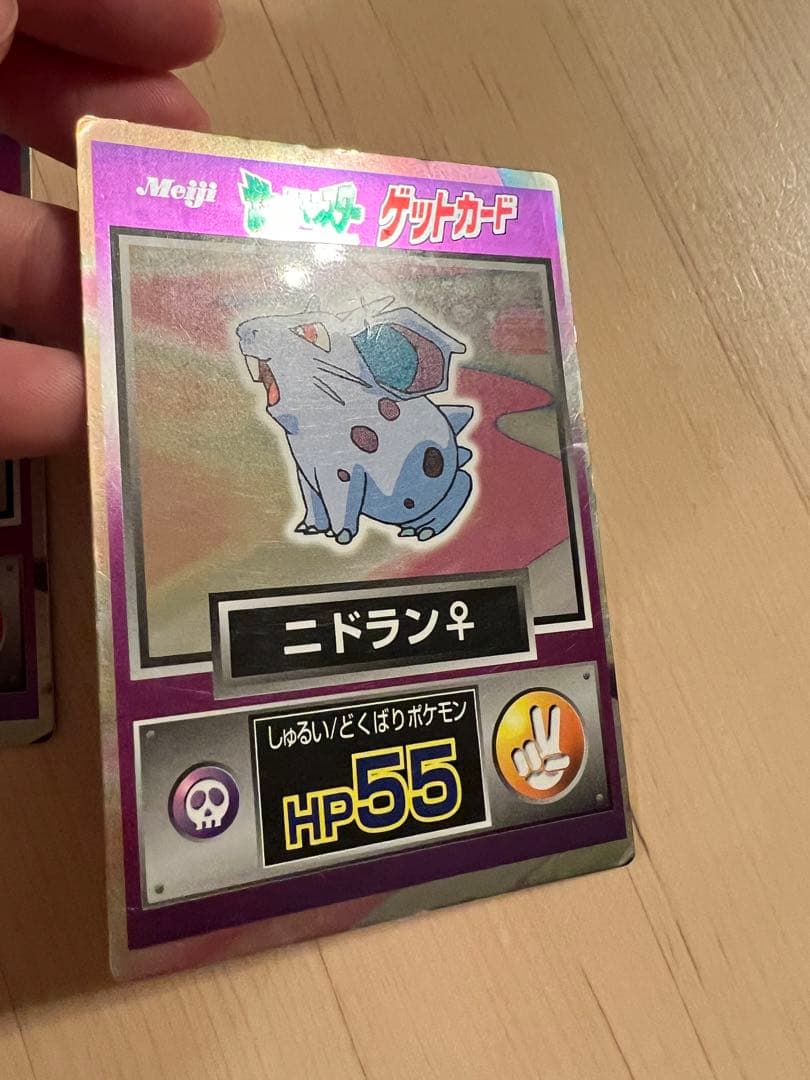 Meiji ゲットカード
ニドラン♀
しゅるい/どくばりポケモン
HP55